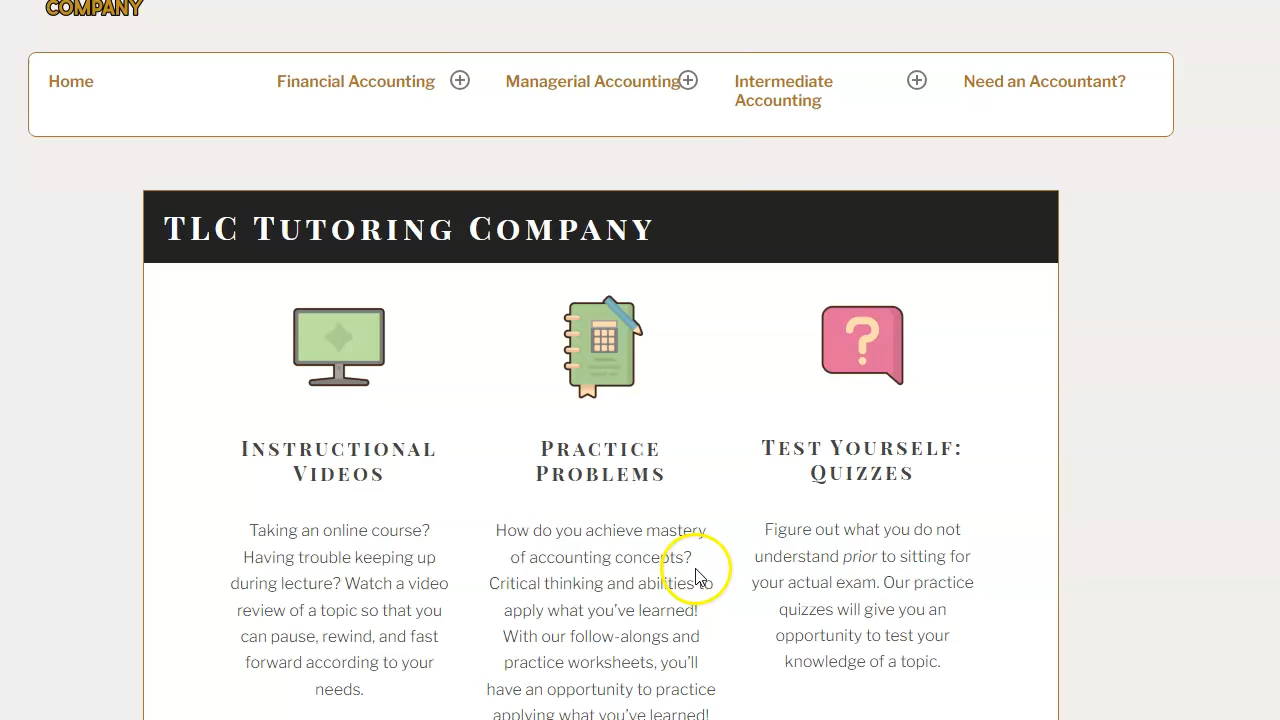 COMPANY
Home
Financial Accounting
Managerial Accounting
Intermediate
Accounting
Need an Accountant?
TLC Tutoring Company
Instructional
Videos
Taking an online course?
Having trouble keeping up
during lecture? Watch a video
review of a topic so that you
can pause, rewind, and fast
forward according to your
needs.
Practice
Problems
How do you achieve mastery
of accounting concepts?
Critical thinking and abilities to
apply what you’ve learned!
With our follow-alongs and
practice worksheets, you’ll
have an opportunity to practice
applying what you’ve learned!
Test Yourself:
Quizzes
Figure out what you do not
understand prior to sitting for
your actual exam. Our practice
quizzes will give you an
opportunity to test your
knowledge of a topic.